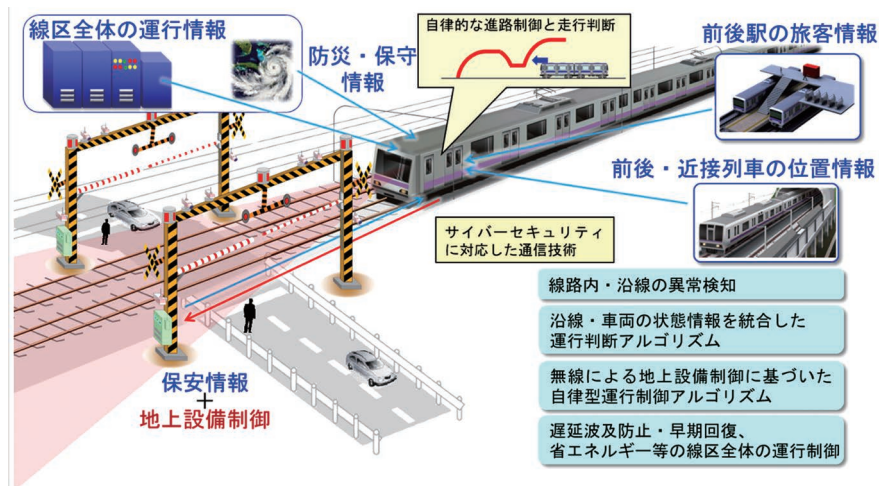 線区全体の運行情報
防災・保守
情報
自律的な進路制御と走行判断
前後駅の旅客情報
前後・近接列車の位置情報
サイバーセキュリティ
に対応した通信技術
保安情報
+
地上設備制御
線路内・沿線の異常検知
沿線・車両の状態情報を統合した
運行判断アルゴリズム
無線による地上設備制御に基づいた
自律型運行制御アルゴリズム
遅延波及防止・早期回復、
省エネルギー等の線区全体の運行制御